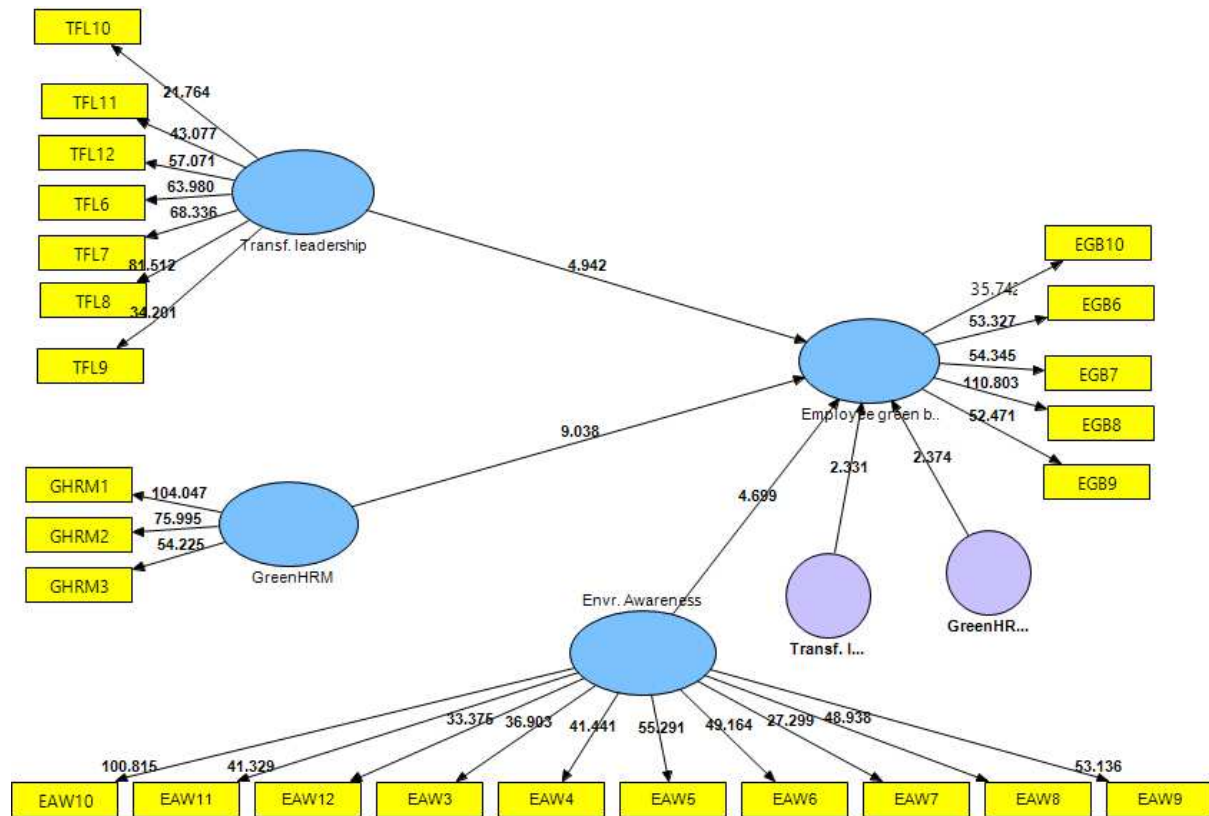 TFL10
21.764
TFL11
43.077
TFL12
57.071
63.980
TFL6
68.336
TFL7
81.512
TFL8
34.201
TFL9
Transf. leadership
4.942
EGB10
35.742
EGB6
53.327
54.345
EGB7
110.803
EGB8
52.471
EGB9
Employee green b..
9.038
GHRM1
104.047
GHRM2
75.995
54.225
GHRM3
GreenHRM
4.699
2.331
2.374
Envr. Awareness
Transf. l...
GreenHR...
100.815
41.329
33.375
36.903
41.441
55.291
49.164
27.299
48.938
53.136
EAW10
EAW11
EAW12
EAW3
EAW4
EAW5
EAW6
EAW7
EAW8
EAW9